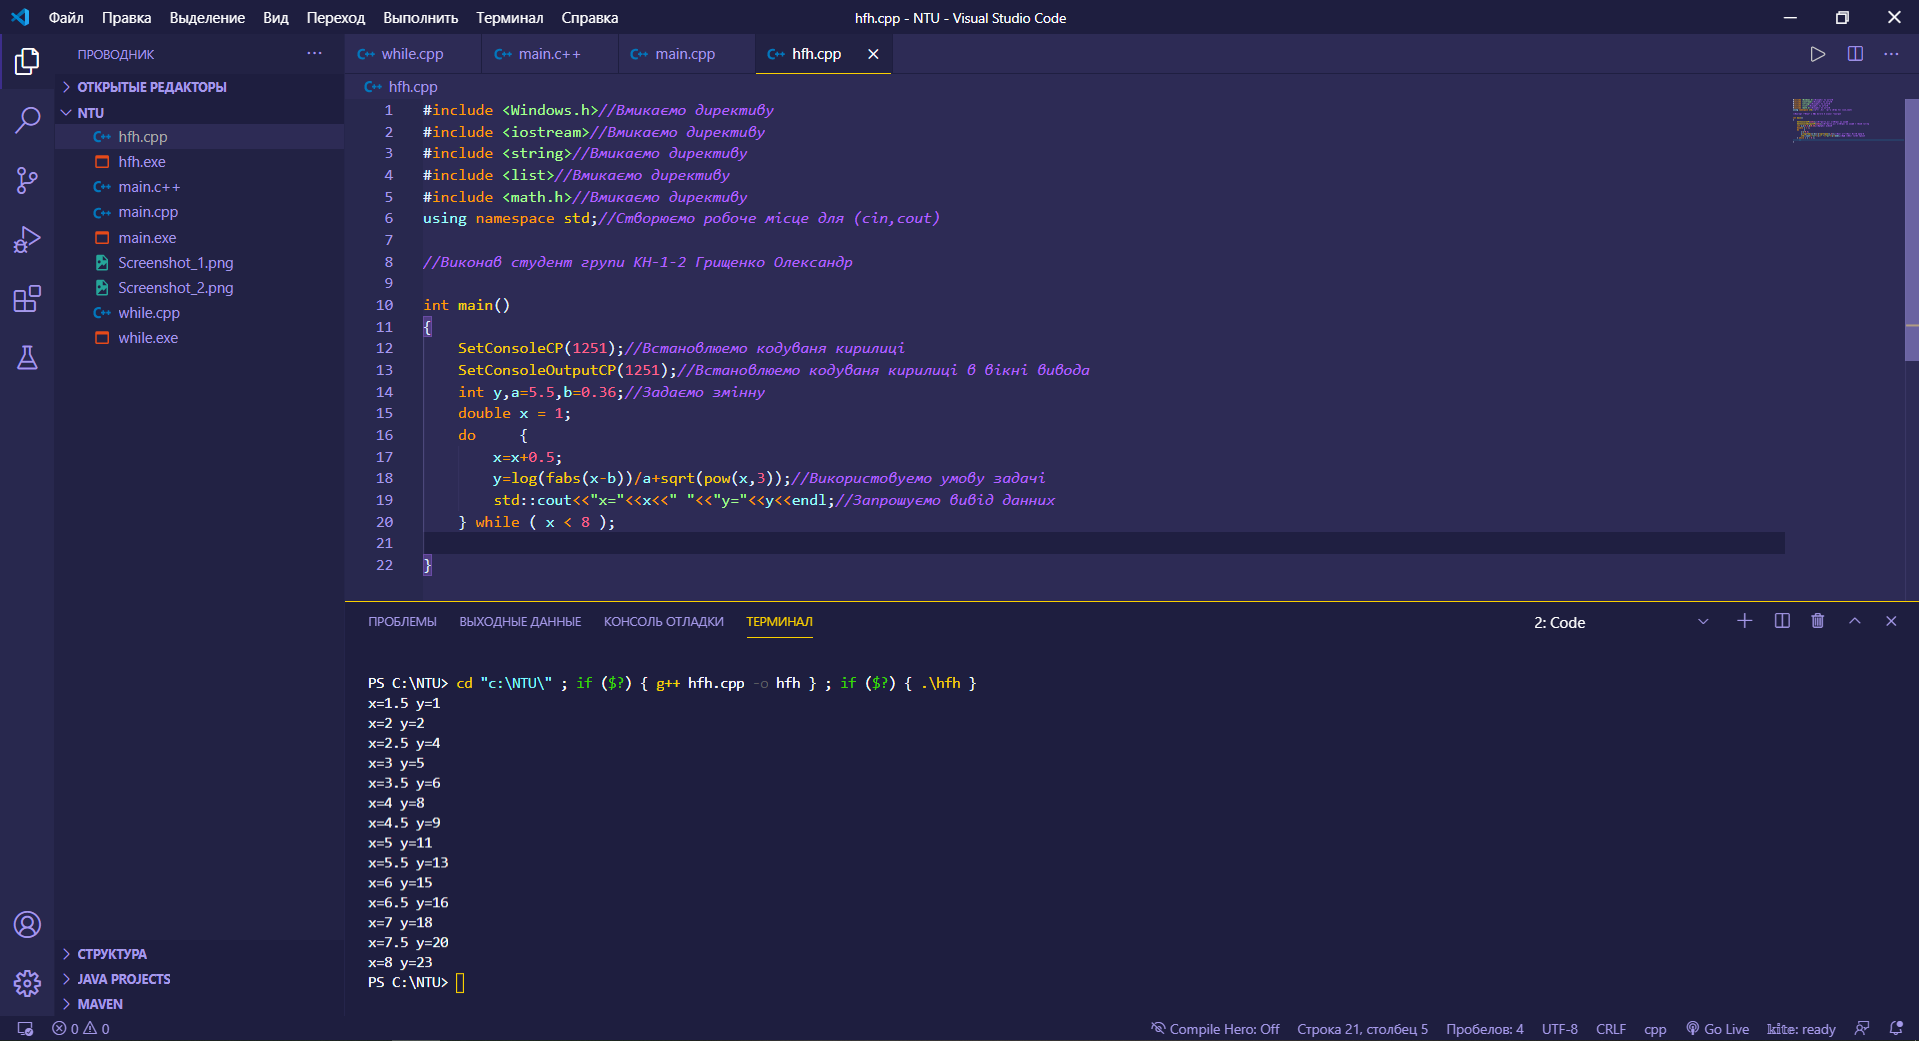 Файл Правка Выделение Вид Переход Выполнить Терминал Справка
hfh.cpp - NTU - Visual Studio Code
ПРОВОДНИК
ОТКРЫТЫЕ РЕДАКТОРЫ
NTU
hfh.cpp
hfh.exe
main.c++
main.cpp
main.exe
Screenshot_1.png
Screenshot_2.png
while.cpp
while.exe
СТРУКТУРА
JAVA PROJECTS
MAVEN
while.cpp main.c++ main.cpp hfh.cpp
hfh.cpp
1 #include <Windows.h>//Вмикаємо директиву
2 #include <iostream>//Вмикаємо директиву
3 #include <string>//Вмикаємо директиву
4 #include <list>//Вмикаємо директиву
5 #include <math.h>//Вмикаємо директиву
6 using namespace std;//Створюємо робоче місце для (cin,cout)
7
8 //Виконав студент групи КН-1-2 Грищенко Олександр
9
10 int main()
11 {
12 SetConsoleCP(1251);//Встановлюемо кодуваня кирилиці
13 SetConsoleOutputCP(1251);//Встановлюемо кодуваня кирилиці в вікні вивода
14 int y,a=5.5,b=0.36;//Задаємо змінну
15 double x = 1;
16 do {
17 x=x+0.5;
18 y=log(fabs(x-b))/a+sqrt(pow(x,3));//Використовуемо умову задачі
19 std::cout<<"x="<<x<<" "<<"y="<<y<<endl;//Запрошуємо вивід данних
20 } while ( x < 8 );
21
22 }
ПРОБЛЕМЫ ВЫХОДНЫЕ ДАННЫЕ КОНСОЛЬ ОТЛАДКИ ТЕРМИНАЛ
2: Code
PS C:\NTU> cd "c:\NTU\" ; if ($?) { g++ hfh.cpp -o hfh } ; if ($?) { .\hfh }
x=1.5 y=1
x=2 y=2
x=2.5 y=4
x=3 y=5
x=3.5 y=6
x=4 y=8
x=4.5 y=9
x=5 y=11
x=5.5 y=13
x=6 y=15
x=6.5 y=16
x=7 y=18
x=7.5 y=20
x=8 y=23
PS C:\NTU>
0 0
Compile Hero: Off Строка 21, столбец 5 Пробелов: 4 UTF-8 CRLF cpp Go Live kite: ready